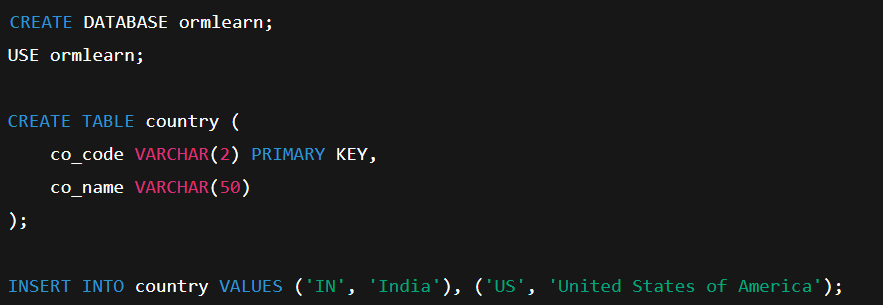 CREATE DATABASE ormlearn;
USE ormlearn;
CREATE TABLE country (
    co_code VARCHAR(2) PRIMARY KEY,
    co_name VARCHAR(50)
);
INSERT INTO country VALUES ('IN', 'India'), ('US', 'United States of America');